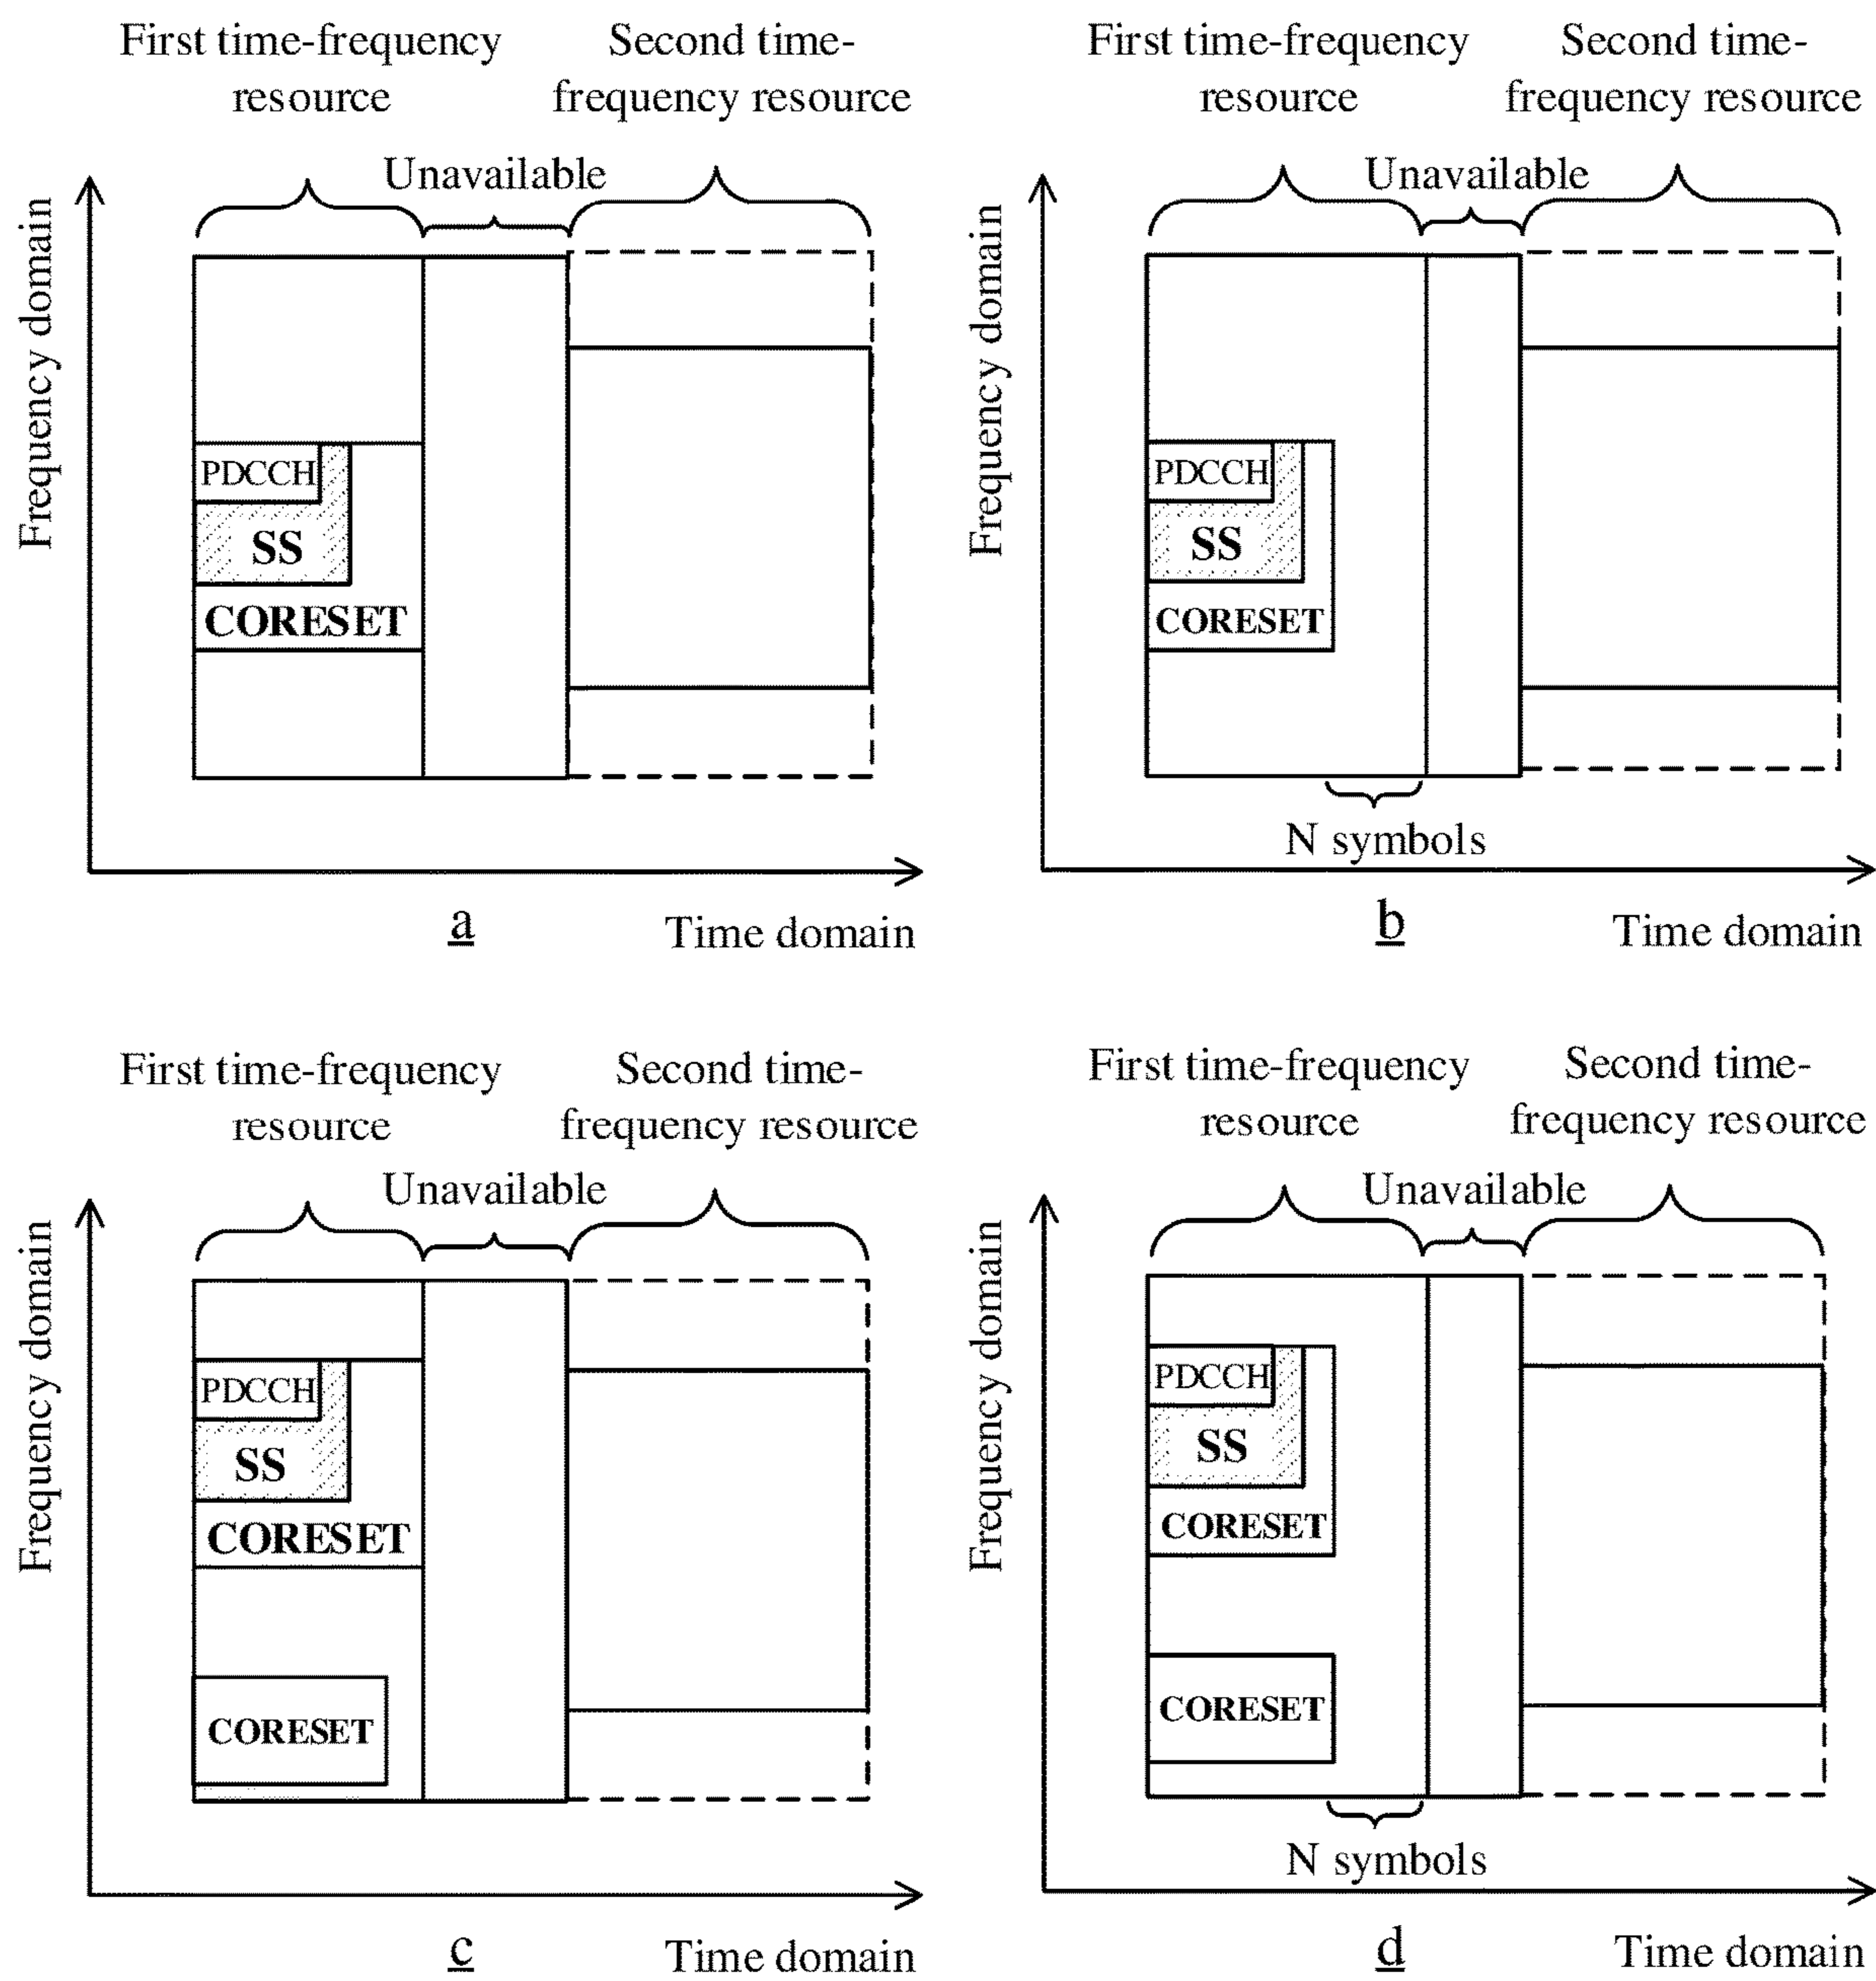 First time-frequency
resource
Second time-
frequency resource
Unavailable
Frequency domain
PDCCH
SS
CORESET
a
Time domain
First time-frequency
resource
Second time-
frequency resource
Unavailable
Frequency domain
PDCCH
SS
CORESET
N symbols
b
Time domain
First time-frequency
resource
Second time-
frequency resource
Unavailable
Frequency domain
PDCCH
SS
CORESET
CORESET
c
Time domain
First time-frequency
resource
Second time-
frequency resource
Unavailable
Frequency domain
PDCCH
SS
CORESET
CORESET
N symbols
d
Time domain